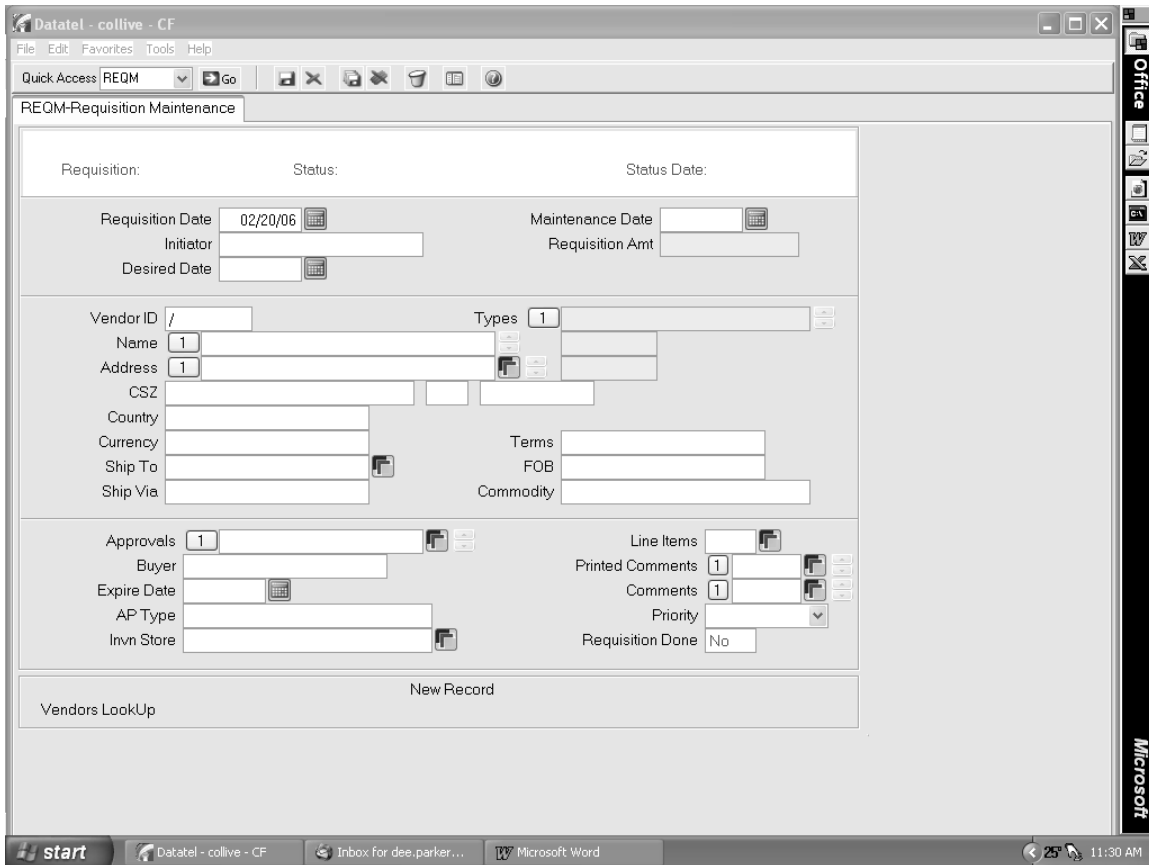 Datatel - collive - CF
File Edit Favorites Tools Help
Quick Access REQM Go
REQM-Requisition Maintenance
Requisition: Status: Status Date:
Requisition Date 02/20/06 Maintenance Date
Initiator Requisition Amt
Desired Date
Vendor ID / Types 1
Name 1
Address 1
CSZ
Country
Currency Terms
Ship To FOB
Ship Via Commodity
Approvals 1 Line Items
Buyer Printed Comments 1
Expire Date Comments 1
AP Type Priority
Invn Store Requisition Done No
New Record
Vendors LookUp
Office
Microsoft
start Datatel - collive - CF Inbox for dee.parker... Microsoft Word 25° 11:30 AM